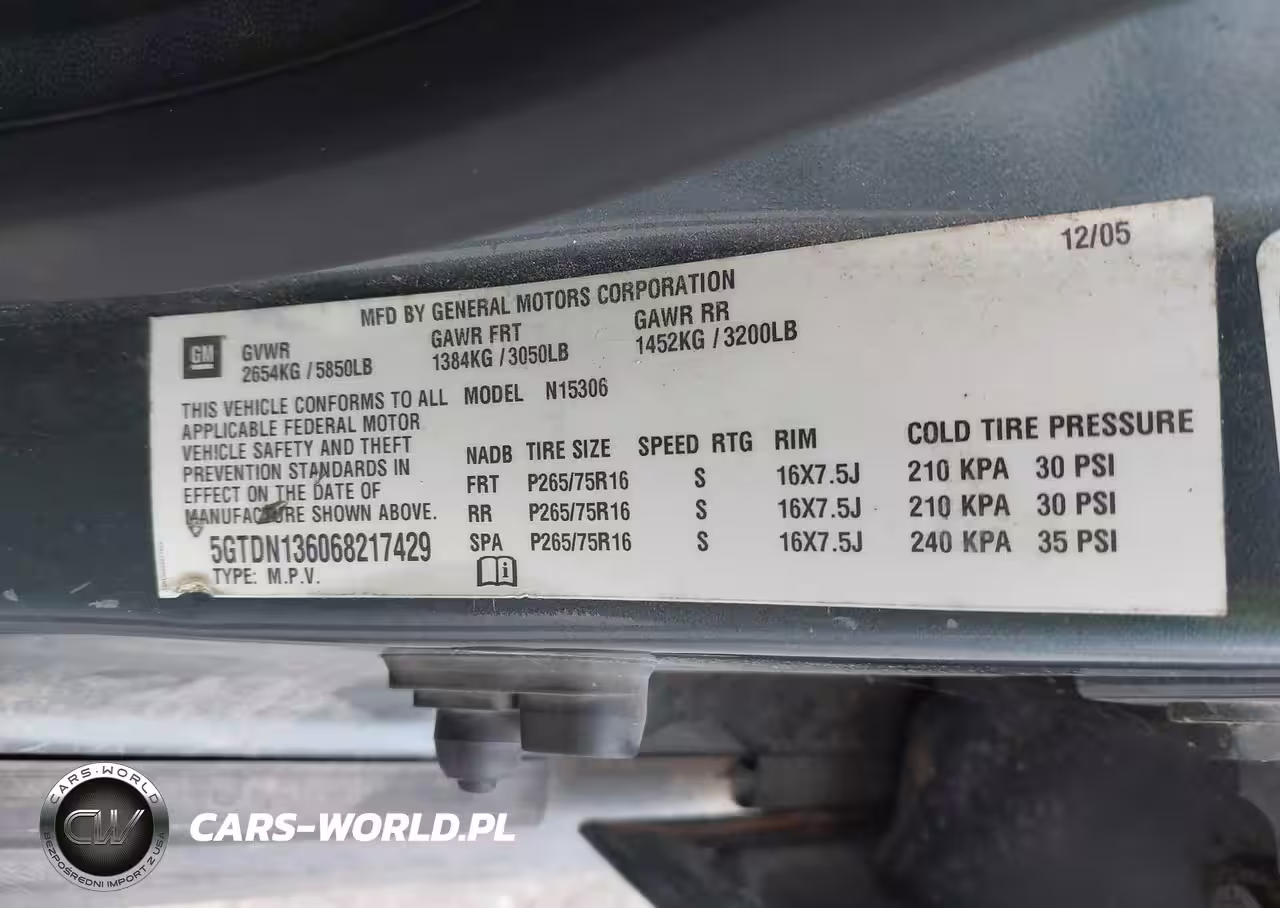 12/05
MFD BY GENERAL MOTORS CORPORATION
GM
GVWR GAWR FRT GAWR RR
2654KG / 5850LB 1384KG / 3050LB 1452KG / 3200LB
THIS VEHICLE CONFORMS TO ALL
APPLICABLE FEDERAL MOTOR
VEHICLE SAFETY AND THEFT
PREVENTION STANDARDS IN
EFFECT ON THE DATE OF
MANUFACTURE SHOWN ABOVE.
5GTDN136068217429
TYPE: M.P.V.
MODEL N15306
NADB TIRE SIZE SPEED RTG RIM COLD TIRE PRESSURE
FRT P265/75R16 S 16X7.5J 210 KPA 30 PSI
RR P265/75R16 S 16X7.5J 210 KPA 30 PSI
SPA P265/75R16 S 16X7.5J 240 KPA 35 PSI
i
CARS-WORLD
CW
BEZPOŚREDNI IMPORT Z USA
CARS-WORLD.PL